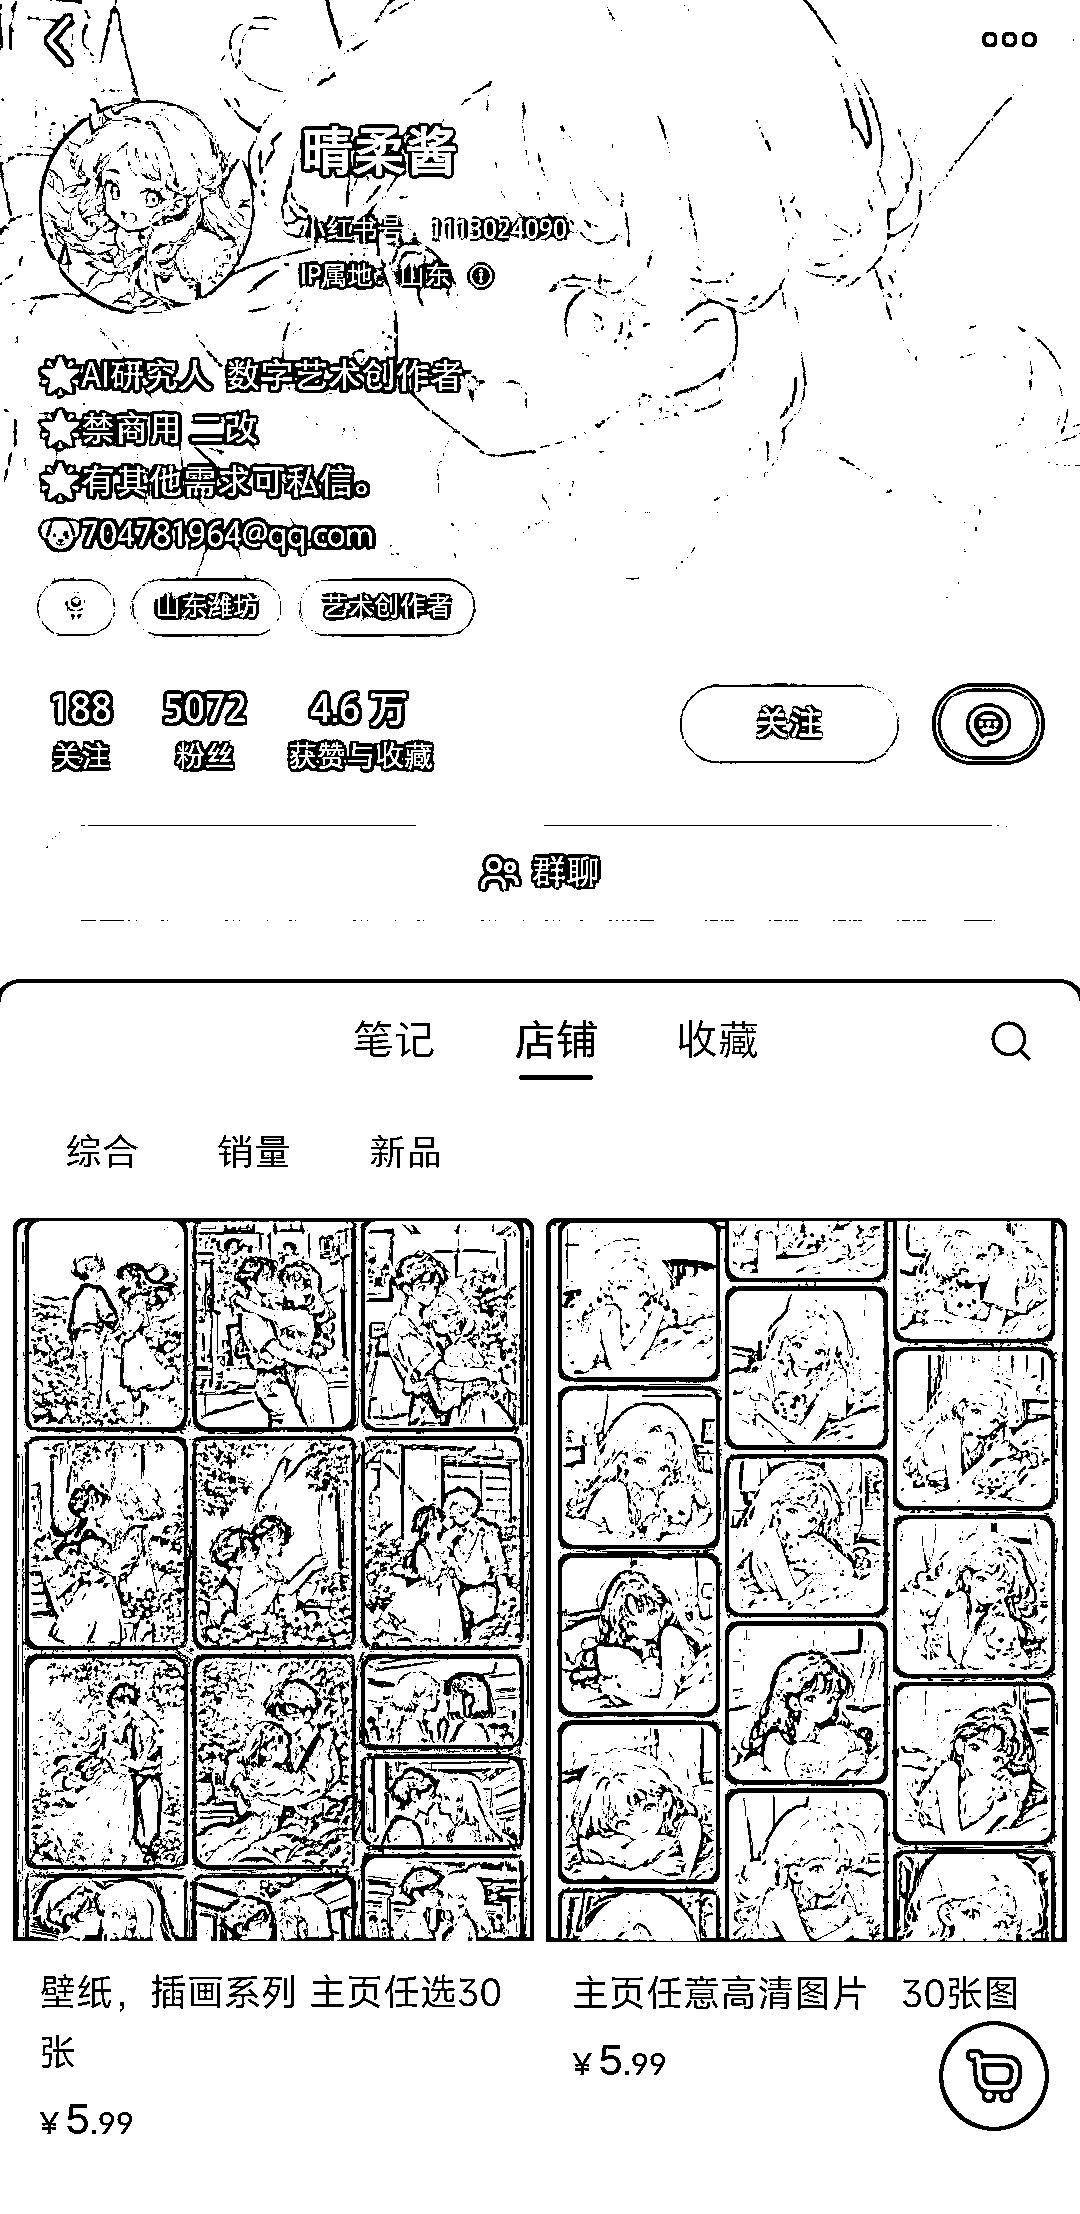 晴柔酱
小红书号：1113024090
IP属地：山东
AI研究人 数字艺术创作者
禁商用 二改
有其他需求可私信。
704781964@qq.com
山东潍坊 艺术创作者
188 5072 4.6万
关注 粉丝 获赞与收藏
关注
群聊
笔记 店铺 收藏
综合 销量 新品
壁纸，插画系列 主页任选30
张
¥5.99
主页任意高清图片 30张图
¥5.99